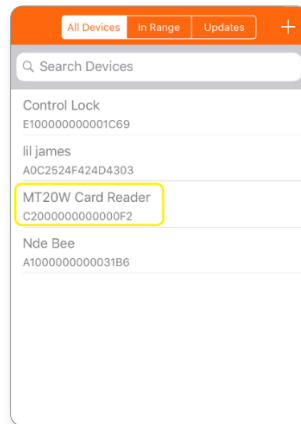 All Devices In Range Updates +
Search Devices
Control Lock
E10000000001C69
lil james
A0C2524F424D4303
MT20W Card Reader
C2000000000000F2
Nde Bee
A1000000000031B6